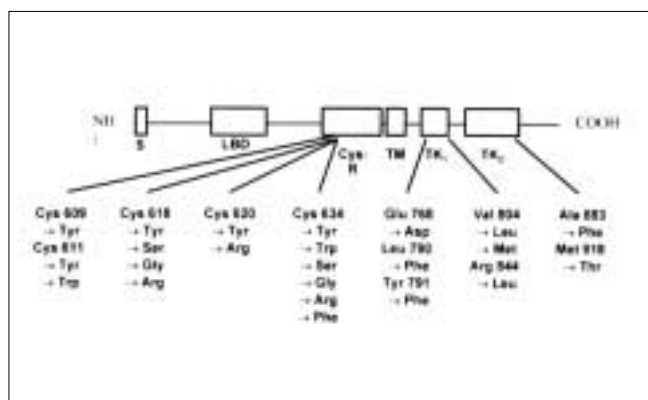 NH
2
COOH
S
LBD
Cys-
R
TM
TK₁
TK₂
Cys 609
→ Tyr
Cys 611
→ Tyr
→ Trp
Cys 618
→ Tyr
→ Ser
→ Gly
→ Arg
Cys 620
→ Tyr
→ Arg
Cys 634
→ Tyr
→ Trp
→ Ser
→ Gly
→ Arg
→ Phe
Glu 768
→ Asp
Leu 790
→ Phe
Tyr 791
→ Phe
Val 804
→ Leu
→ Met
Arg 844
→ Leu
Ala 883
→ Phe
Met 918
→ Thr